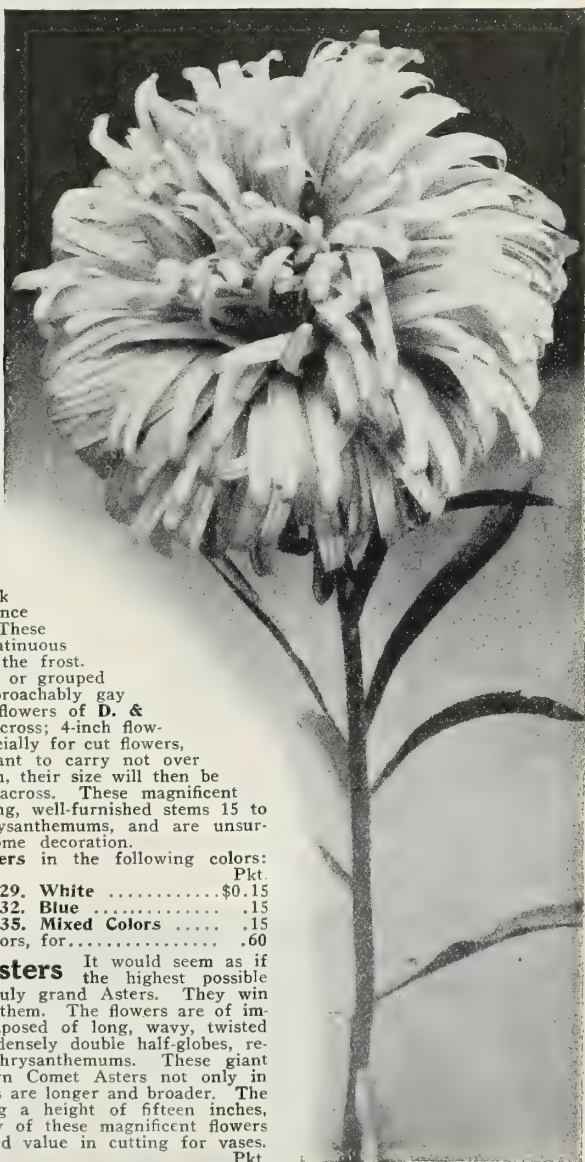 k
nce
These
tinuous
the frost.
or grouped
proachably gay
flowers of D. &
cross; 4-inch flow-
cially for cut flowers,
ant to carry not over
n, their size will then be
across. These magnificent
ng, well-furnished stems 15 to
rysanthemums, and are unsur-
ome decoration.
ers in the following colors:
Pkt.
29. White ............$0.15
32. Blue .............. .15
35. Mixed Colors ..... .15
ors, for................ .60
sters It would seem as if
the highest possible
uly grand Asters. They win
them. The flowers are of im-
posed of long, wavy, twisted
densely double half-globes, re-
hrysanthemums. These giant
rn Comet Asters not only in
s are longer and broader. The
g a height of fifteen inches,
y of these magnificent flowers
d value in cutting for vases.
Pkt.